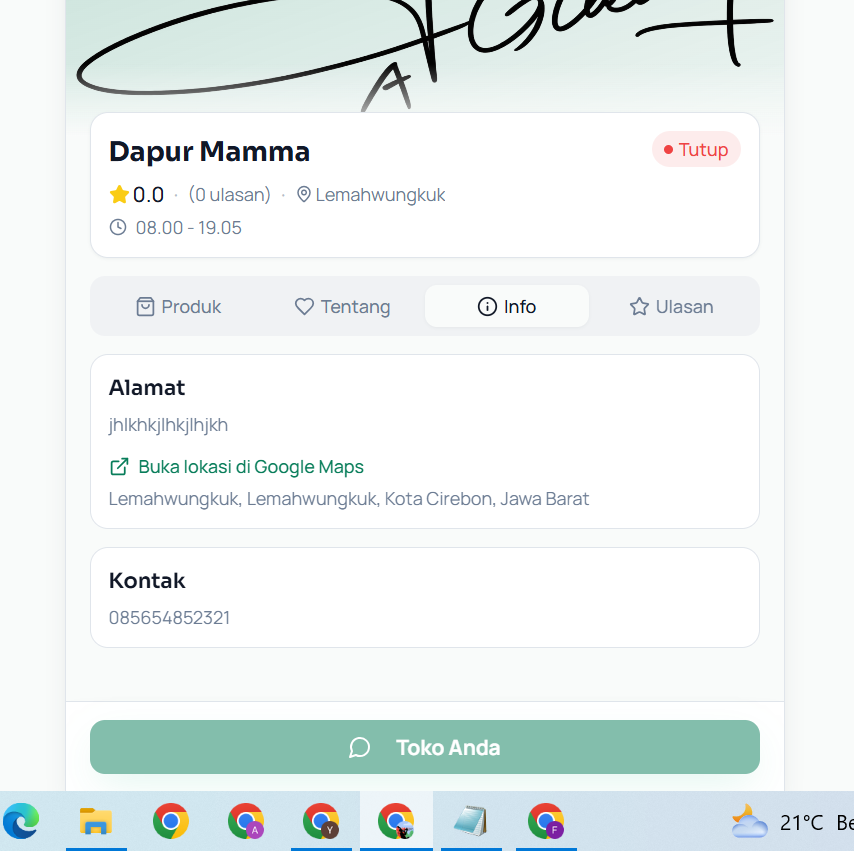 Dapur Mamma
Tutup
0.0 · (0 ulasan) · Lemahwungkuk
08.00 - 19.05
Produk
Tentang
Info
Ulasan
Alamat
jhlkhkjlhkjlhjkh
Buka lokasi di Google Maps
Lemahwungkuk, Lemahwungkuk, Kota Cirebon, Jawa Barat
Kontak
085654852321
Toko Anda
A
Y
F
21°C Be